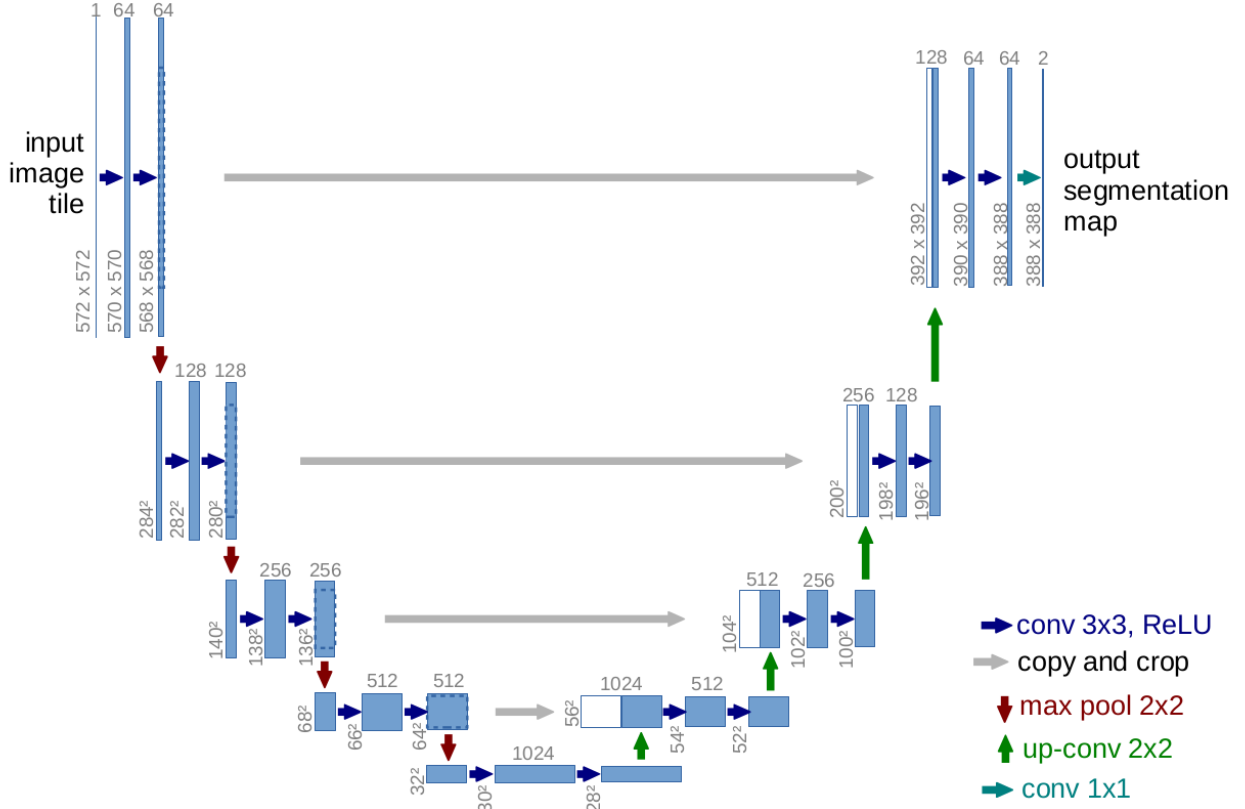 1 64 64
input
image
tile
572 x 572
570 x 570
568 x 568
128 64 64 2
output
segmentation
map
392 x 392
390 x 390
388 x 388
388 x 388
128 128
284²
282²
280²
256 128
200²
198²
196²
256 256
140²
138²
136²
512 256
104²
102²
100²
512 512
68²
66²
64²
1024 512
56²
54²
52²
1024
32²
30²
28²
conv 3x3, ReLU
copy and crop
max pool 2x2
up-conv 2x2
conv 1x1